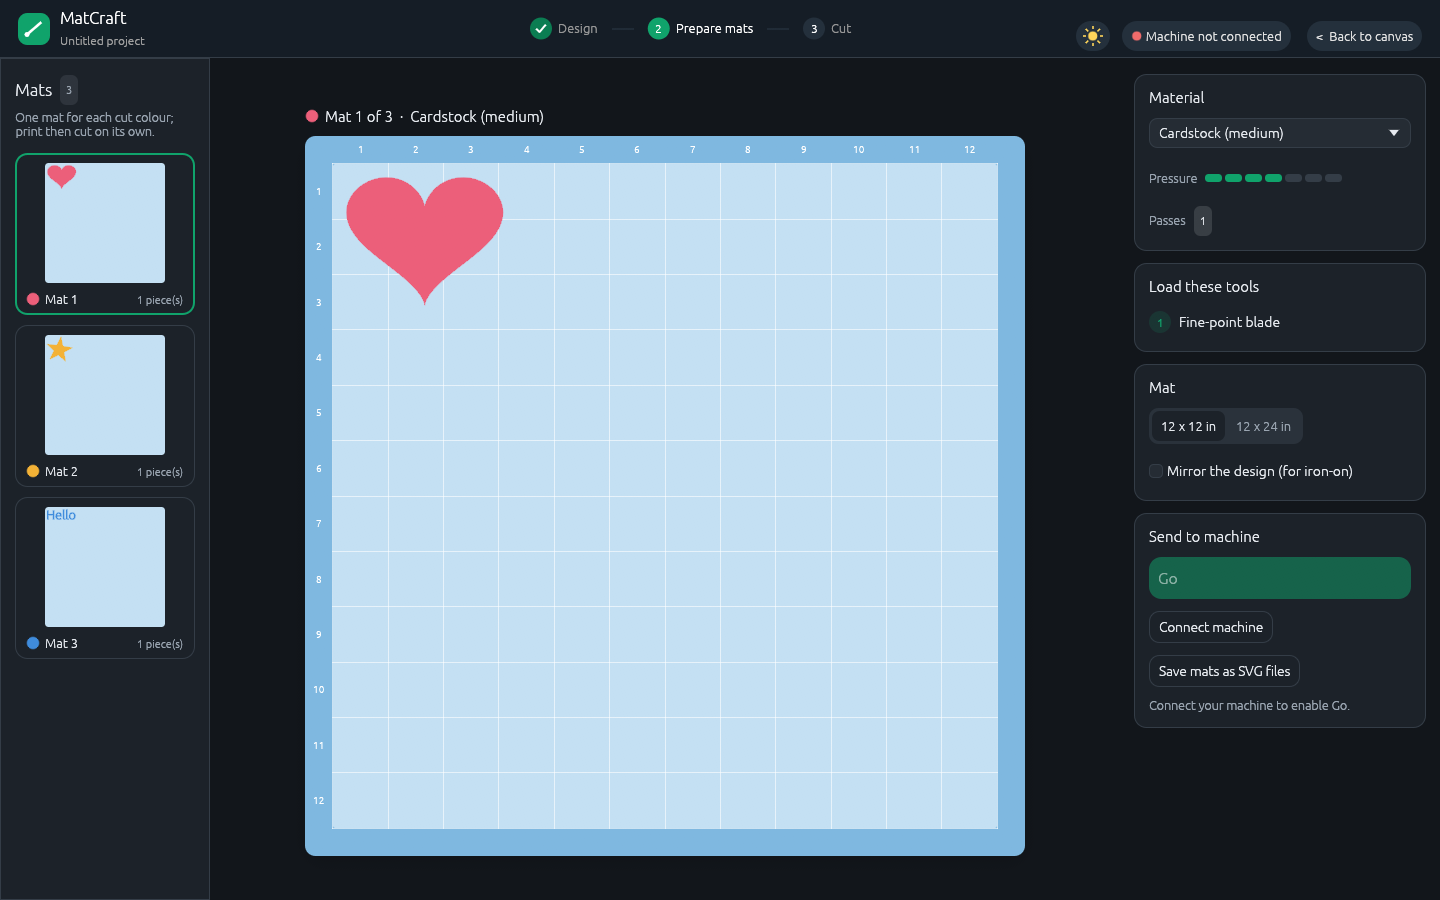 MatCraft
Untitled project
Design
2 Prepare mats
3 Cut
Machine not connected
< Back to canvas
Mats 3
One mat for each cut colour;
print then cut on its own.
Mat 1 1 piece(s)
Mat 2 1 piece(s)
Hello
Mat 3 1 piece(s)
Mat 1 of 3 · Cardstock (medium)
1 2 3 4 5 6 7 8 9 10 11 12
1
2
3
4
5
6
7
8
9
10
11
12
Material
Cardstock (medium)
Pressure
Passes 1
Load these tools
1 Fine-point blade
Mat
12 x 12 in 12 x 24 in
Mirror the design (for iron-on)
Send to machine
Go
Connect machine
Save mats as SVG files
Connect your machine to enable Go.